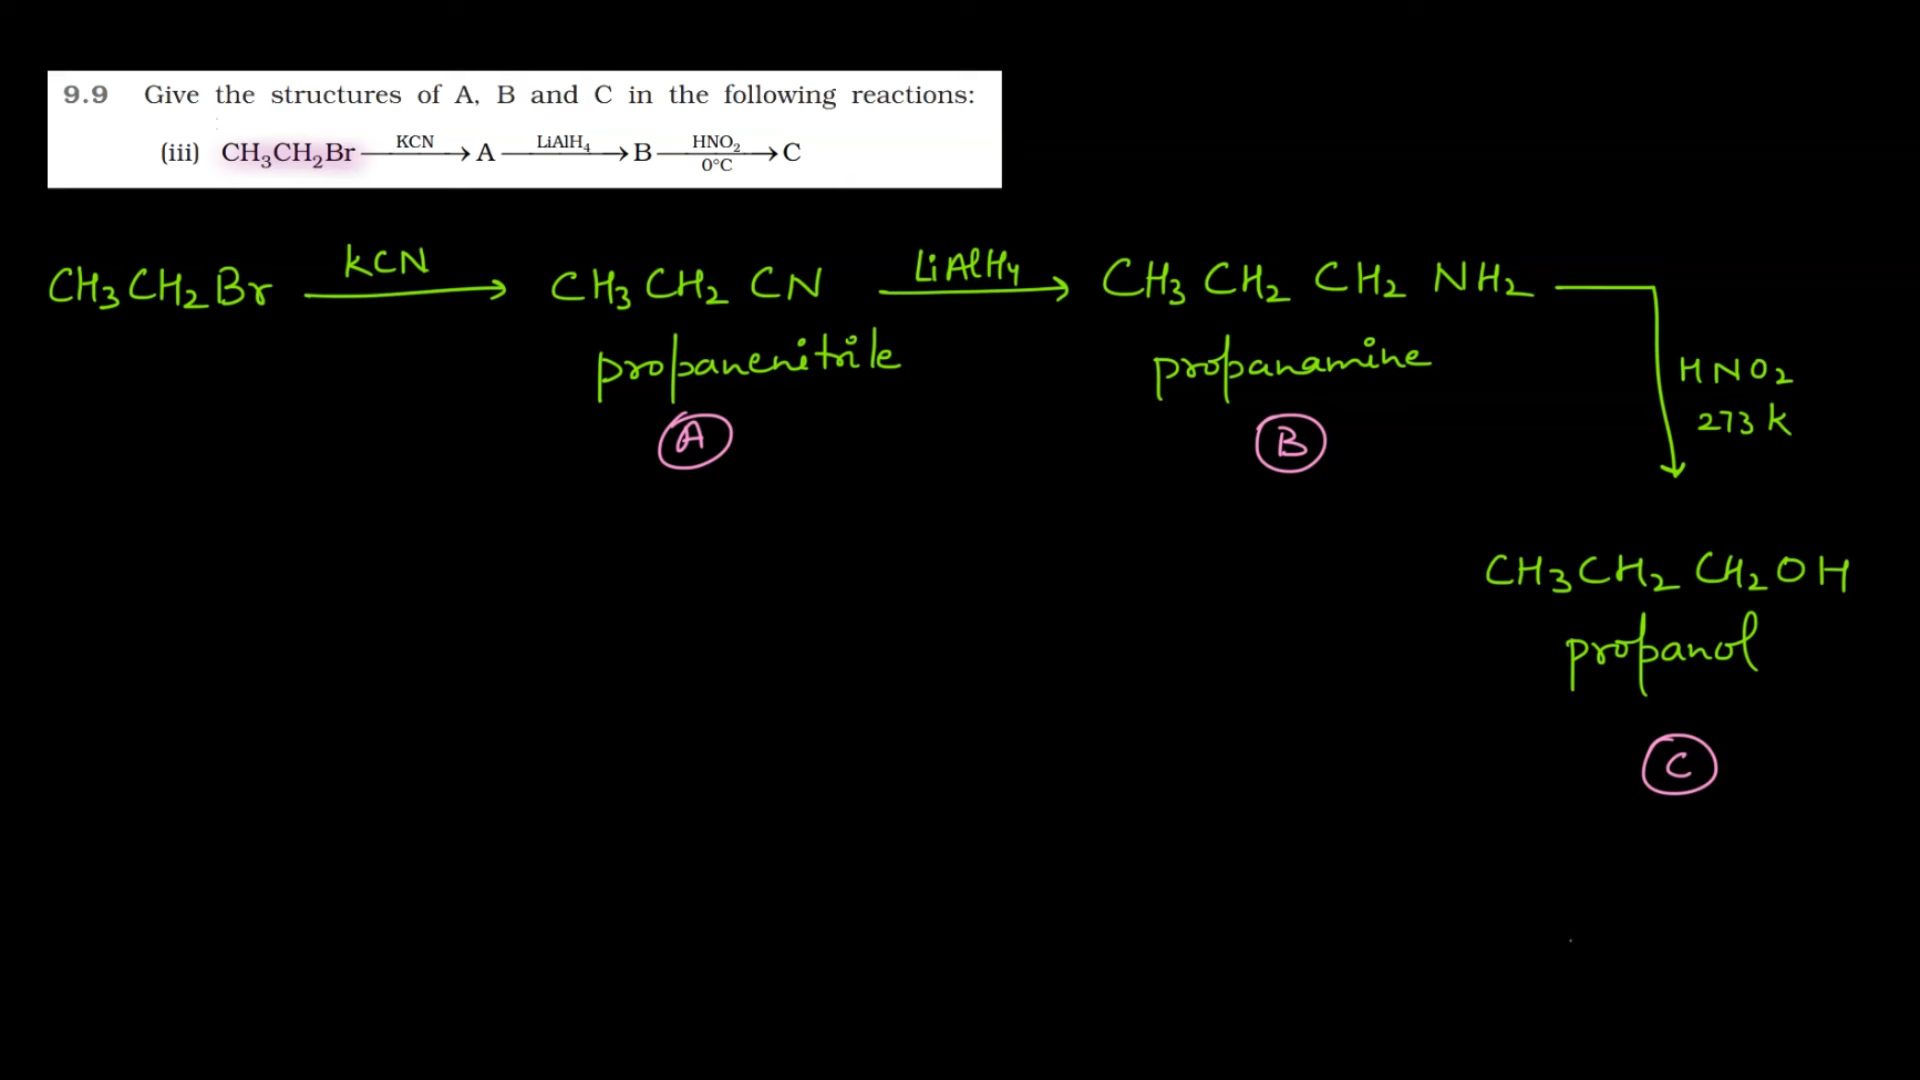 9.9 Give the structures of A, B and C in the following reactions:
(iii) CH₃CH₂Br —KCN→ A —LiAlH₄→ B —HNO₂ 0°C→ C
CH3CH2Br kCN→ CH3CH2CN LiAlH4→ CH3CH2CH2NH2
propanenitrile propanamine
HNO2
273 k
A B
CH3CH2CH2OH
propanol
C